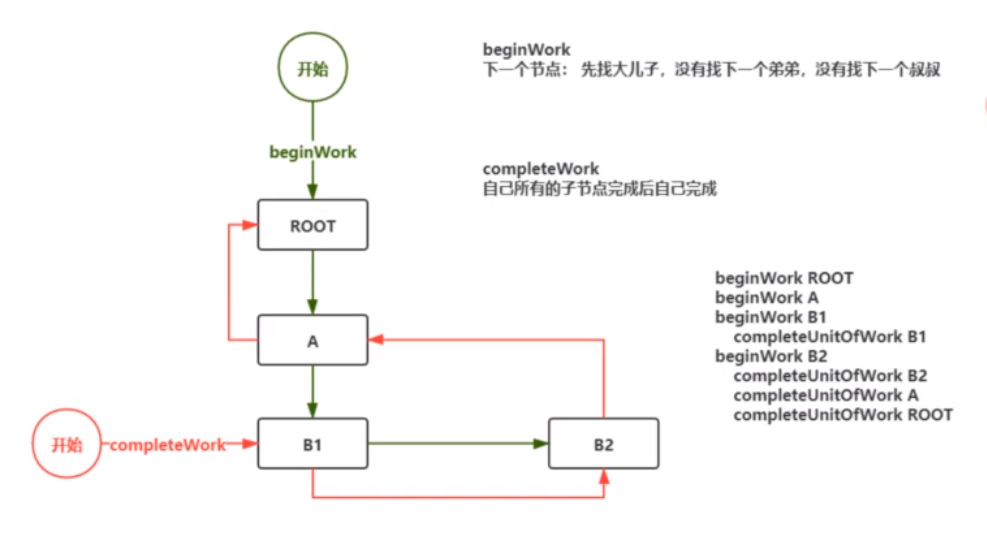 beginWork
下一个节点： 先找大儿子，没有找下一个弟弟，没有找下一个叔叔
开始
beginWork
completeWork
自己所有的子节点完成后自己完成
ROOT
beginWork ROOT
beginWork A
beginWork B1
completeUnitOfWork B1
beginWork B2
completeUnitOfWork B2
completeUnitOfWork A
completeUnitOfWork ROOT
A
开始
completeWork
B1
B2